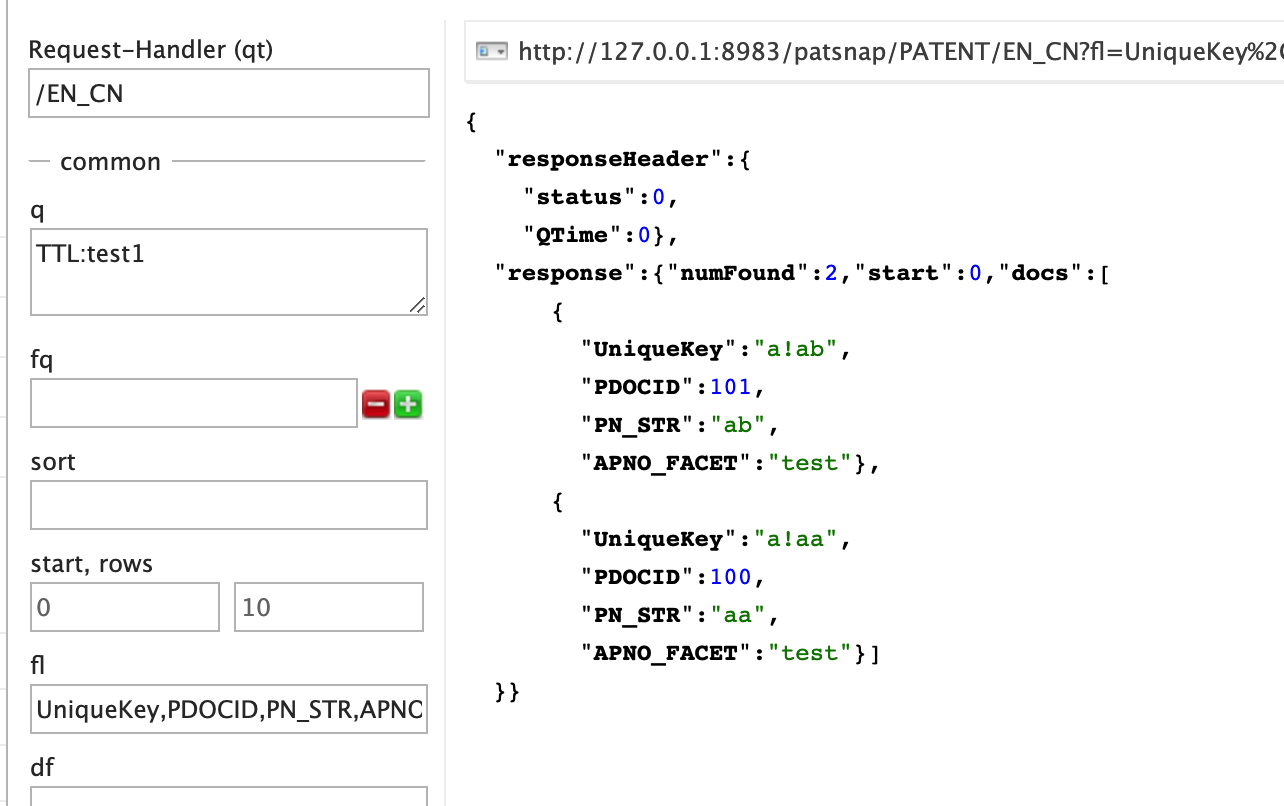 Request-Handler (qt)
/EN_CN
common
q
TTL:test1
fq
sort
start, rows
0 10
fl
UniqueKey,PDOCID,PN_STR,APNO
df
http://127.0.0.1:8983/patsnap/PATENT/EN_CN?fl=UniqueKey%2C
{
"responseHeader":{
"status":0,
"QTime":0},
"response":{"numFound":2,"start":0,"docs":[
{
"UniqueKey":"a!ab",
"PDOCID":101,
"PN_STR":"ab",
"APNO_FACET":"test"},
{
"UniqueKey":"a!aa",
"PDOCID":100,
"PN_STR":"aa",
"APNO_FACET":"test"}]
}}